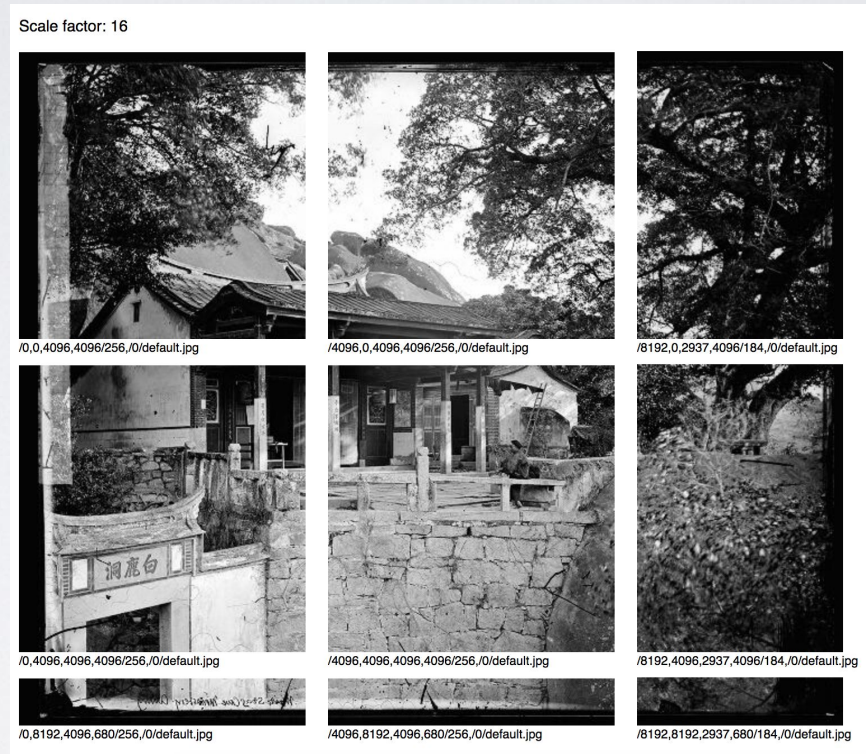 Scale factor: 16
/0,0,4096,4096/256,/0/default.jpg
/4096,0,4096,4096/256,/0/default.jpg
/8192,0,2937,4096/184,/0/default.jpg
白鹿洞
/0,4096,4096,4096/256,/0/default.jpg
/4096,4096,4096,4096/256,/0/default.jpg
/8192,4096,2937,4096/184,/0/default.jpg
/0,8192,4096,680/256,/0/default.jpg
/4096,8192,4096,680/256,/0/default.jpg
/8192,8192,2937,680/184,/0/default.jpg